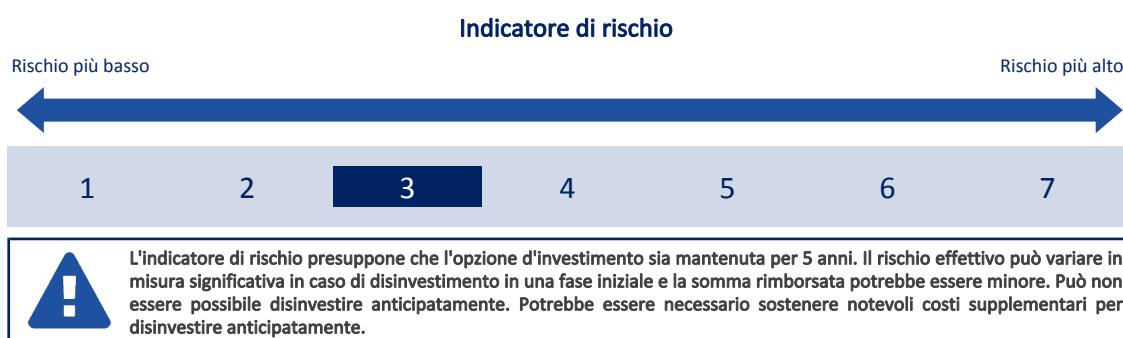 Indicatore di rischio
Rischio più basso
Rischio più alto
1 2 3 4 5 6 7
L'indicatore di rischio presuppone che l'opzione d'investimento sia mantenuta per 5 anni. Il rischio effettivo può variare in
misura significativa in caso di disinvestimento in una fase iniziale e la somma rimborsata potrebbe essere minore. Può non
essere possibile disinvestire anticipatamente. Potrebbe essere necessario sostenere notevoli costi supplementari per
disinvestire anticipatamente.